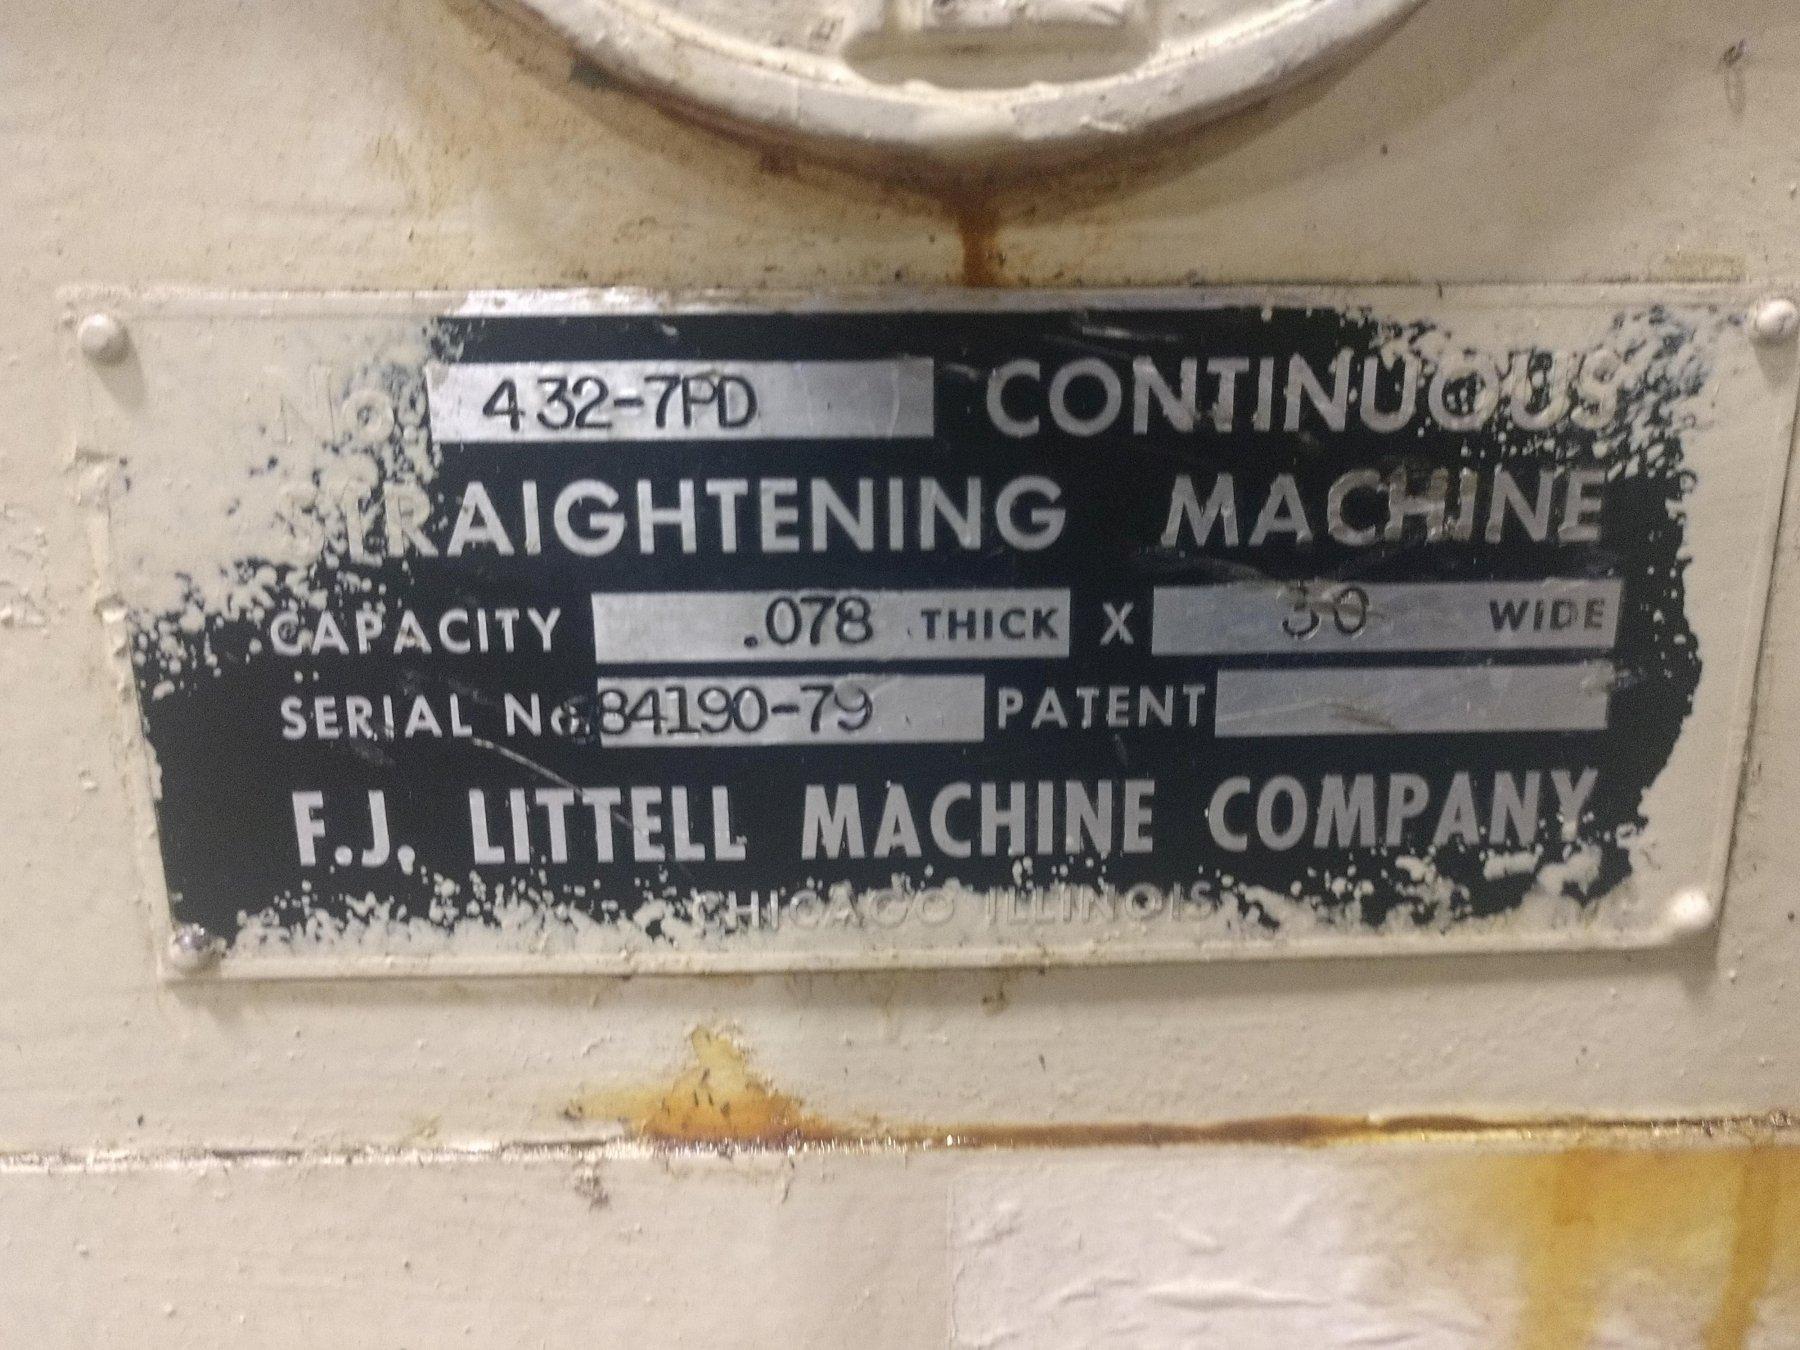 No. 432-7PD CONTINUOUS
STRAIGHTENING MACHINE
CAPACITY .078 THICK X 30 WIDE
SERIAL No. 84190-79 PATENT
F.J. LITTELL MACHINE COMPANY
CHICAGO ILLINOIS